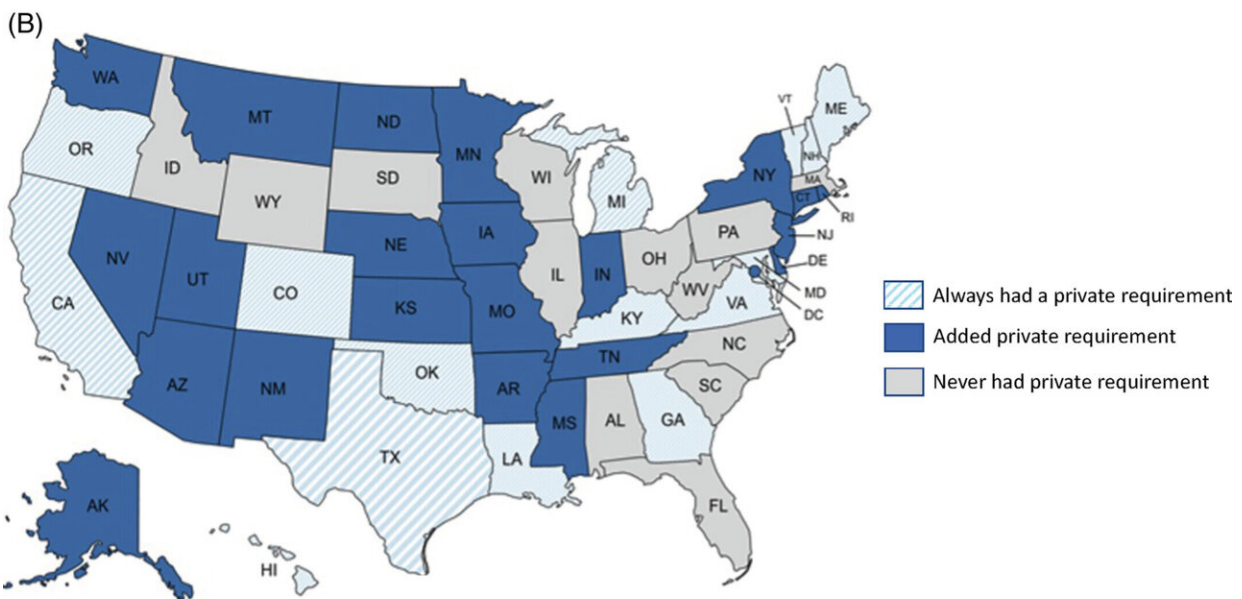 (B)
WA
MT
ND
MN
OR
ID
WY
SD
WI
MI
VT
ME
NH
NY
MA
CT
RI
NV
UT
CO
NE
IA
IL
IN
OH
PA
NJ
DE
MD
DC
CA
KS
MO
KY
WV
VA
AZ
NM
OK
AR
TN
NC
SC
TX
LA
MS
AL
GA
FL
AK
HI
Always had a private requirement
Added private requirement
Never had private requirement